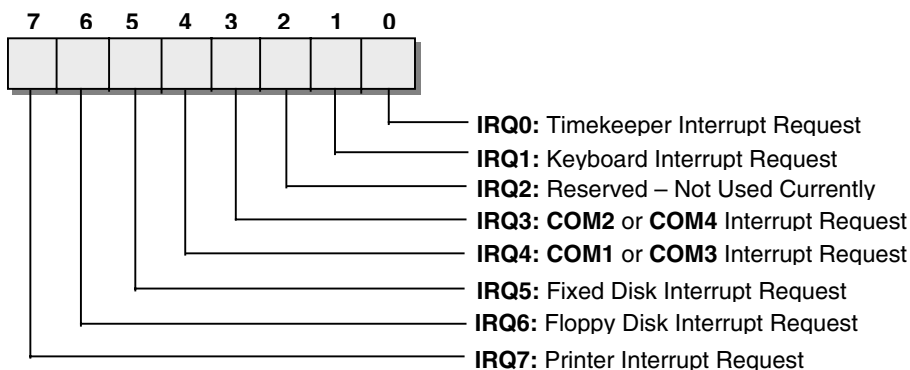 7 6 5 4 3 2 1 0
IRQ0: Timekeeper Interrupt Request
IRQ1: Keyboard Interrupt Request
IRQ2: Reserved – Not Used Currently
IRQ3: COM2 or COM4 Interrupt Request
IRQ4: COM1 or COM3 Interrupt Request
IRQ5: Fixed Disk Interrupt Request
IRQ6: Floppy Disk Interrupt Request
IRQ7: Printer Interrupt Request